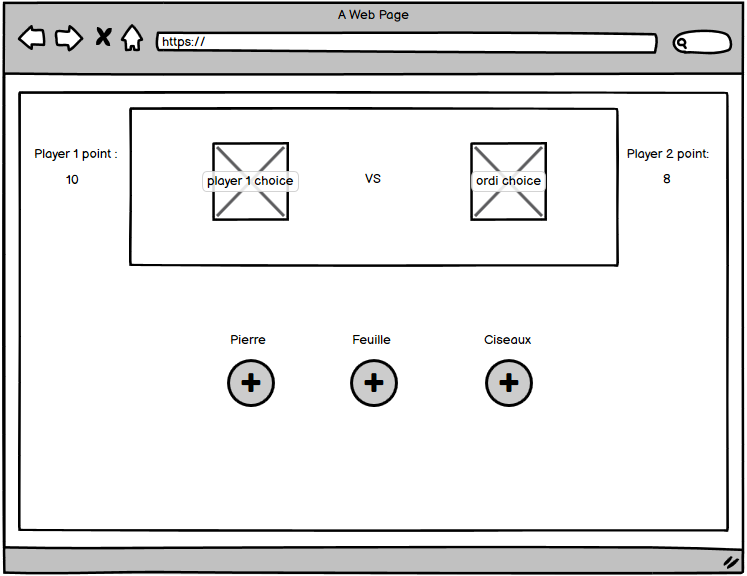 A Web Page
https://
Player 1 point :
10
player 1 choice
VS
ordi choice
Player 2 point:
8
Pierre
Feuille
Ciseaux